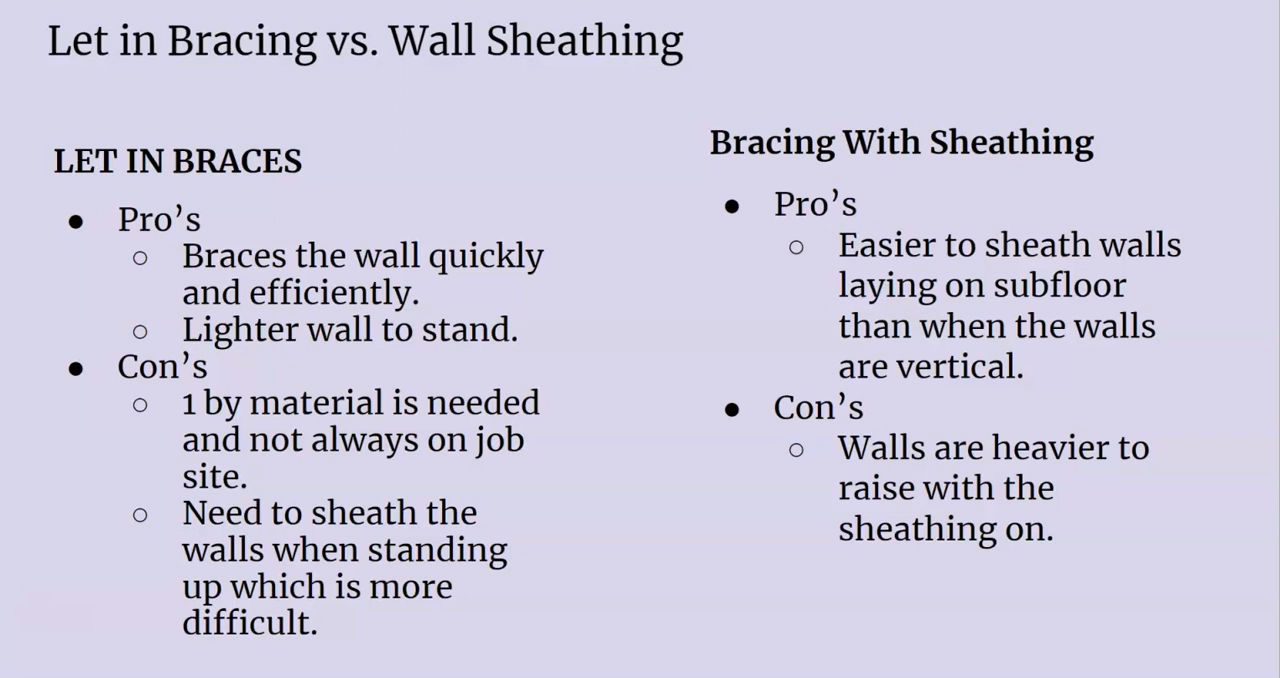 Let in Bracing vs. Wall Sheathing
LET IN BRACES
● Pro’s
○ Braces the wall quickly
and efficiently.
○ Lighter wall to stand.
● Con’s
○ 1 by material is needed
and not always on job
site.
○ Need to sheath the
walls when standing
up which is more
difficult.
Bracing With Sheathing
● Pro’s
○ Easier to sheath walls
laying on subfloor
than when the walls
are vertical.
● Con’s
○ Walls are heavier to
raise with the
sheathing on.